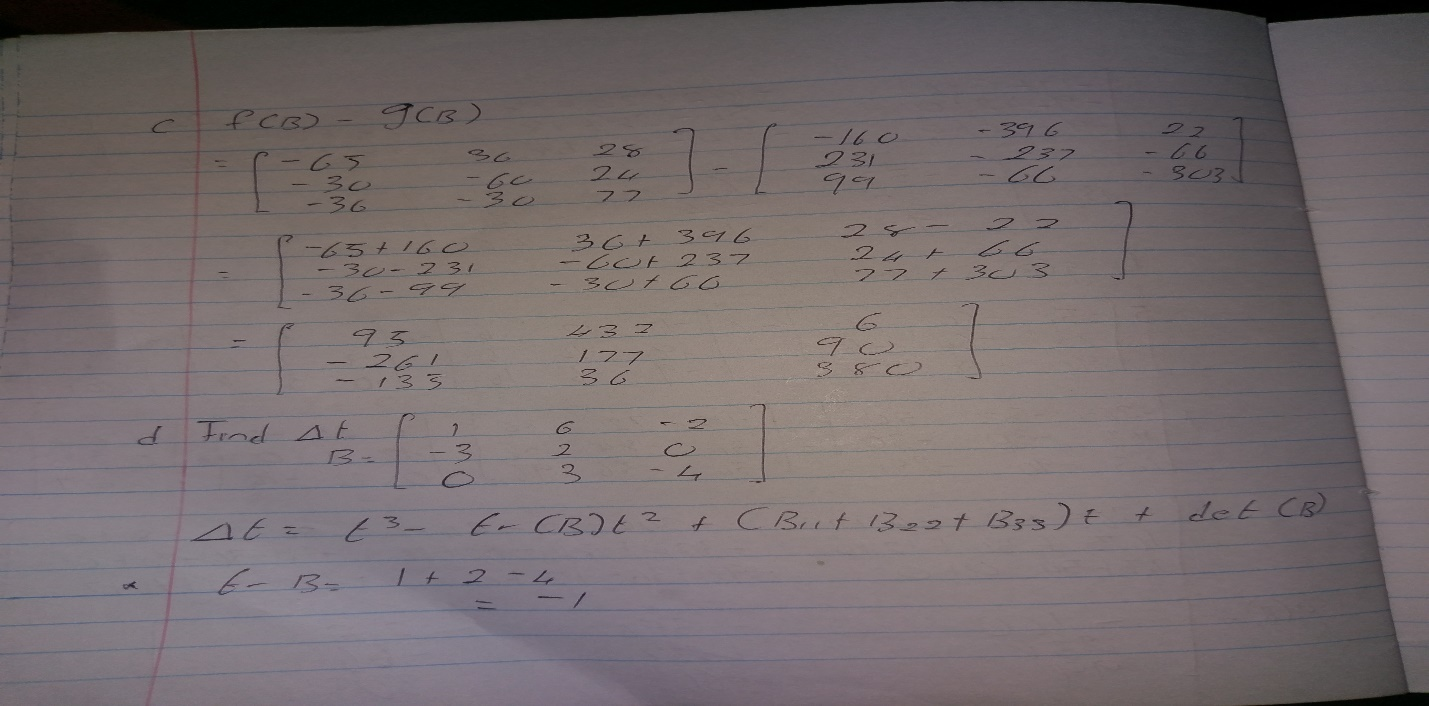 c f(B) - g(B)
= [ -65 36 28 ] - [ -160 -396 22 ]
-30 -60 24 231 -237 -66
-36 -30 77 99 -66 -303
= [ -65+160 36+396 28-22 ]
-30-231 -60+237 24+66
-36-99 -30+66 77+303
= [ 95 432 6 ]
-261 177 90
-135 36 380
d Find Δt [ 1 6 -2 ]
B= -3 2 0
0 3 -4
Δt = t³ - tr(B)t² + (B11+B22+B33)t + det(B)
tr B = 1+2-4
= -1